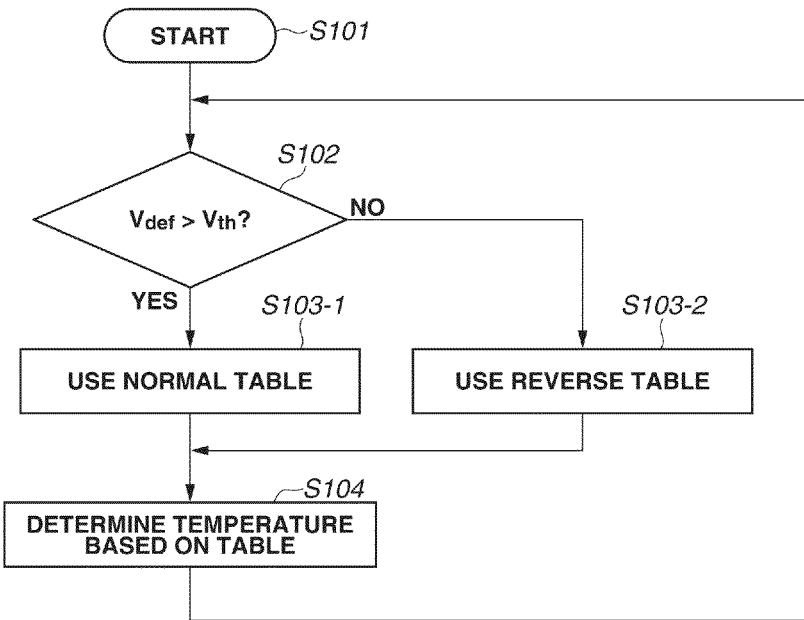 START
S101
S102
Vdef > Vth?
NO
YES
S103-1
S103-2
USE NORMAL TABLE
USE REVERSE TABLE
S104
DETERMINE TEMPERATURE
BASED ON TABLE